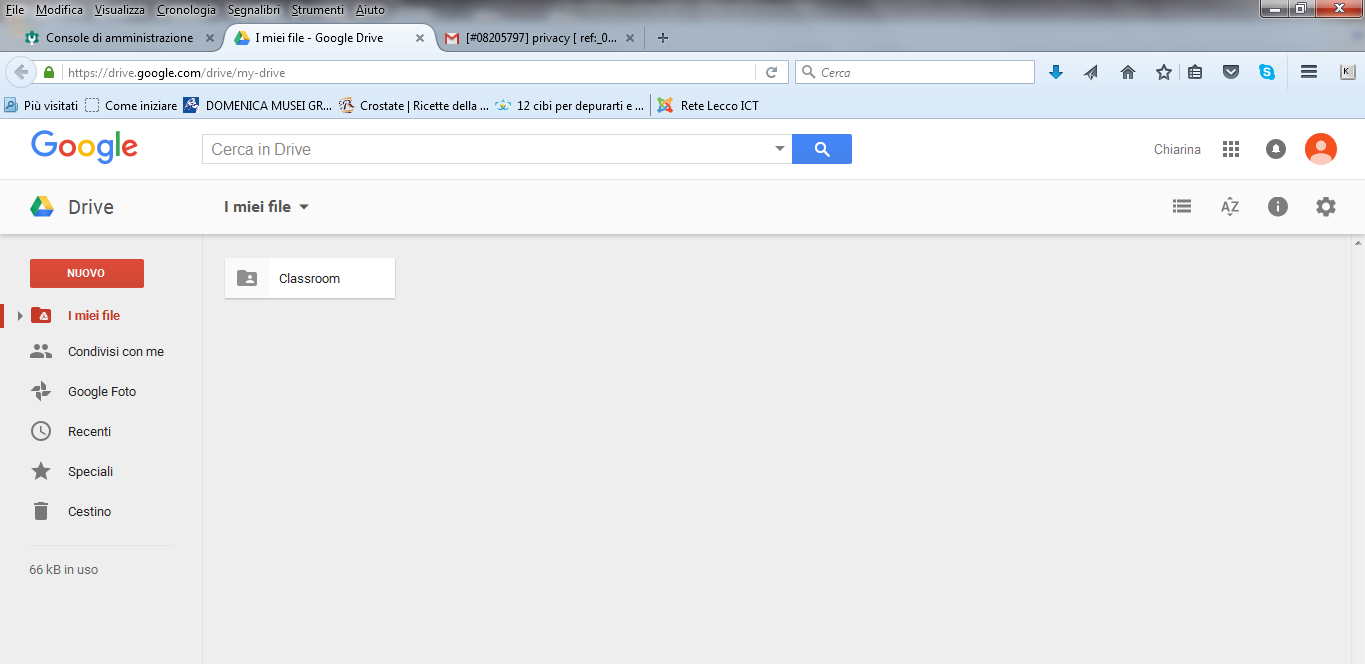 File Modifica Visualizza Cronologia Segnalibri Strumenti Aiuto
Console di amministrazione I miei file - Google Drive [#08205797] privacy [ ref:_0...
https://drive.google.com/drive/my-drive Cerca K
Più visitati Come iniziare DOMENICA MUSEI GR... Crostate | Ricette della ... 12 cibi per depurarti e ... Rete Lecco ICT
Google Cerca in Drive Chiarina
Drive I miei file AZ
NUOVO Classroom
I miei file
Condivisi con me
Google Foto
Recenti
Speciali
Cestino
66 kB in uso